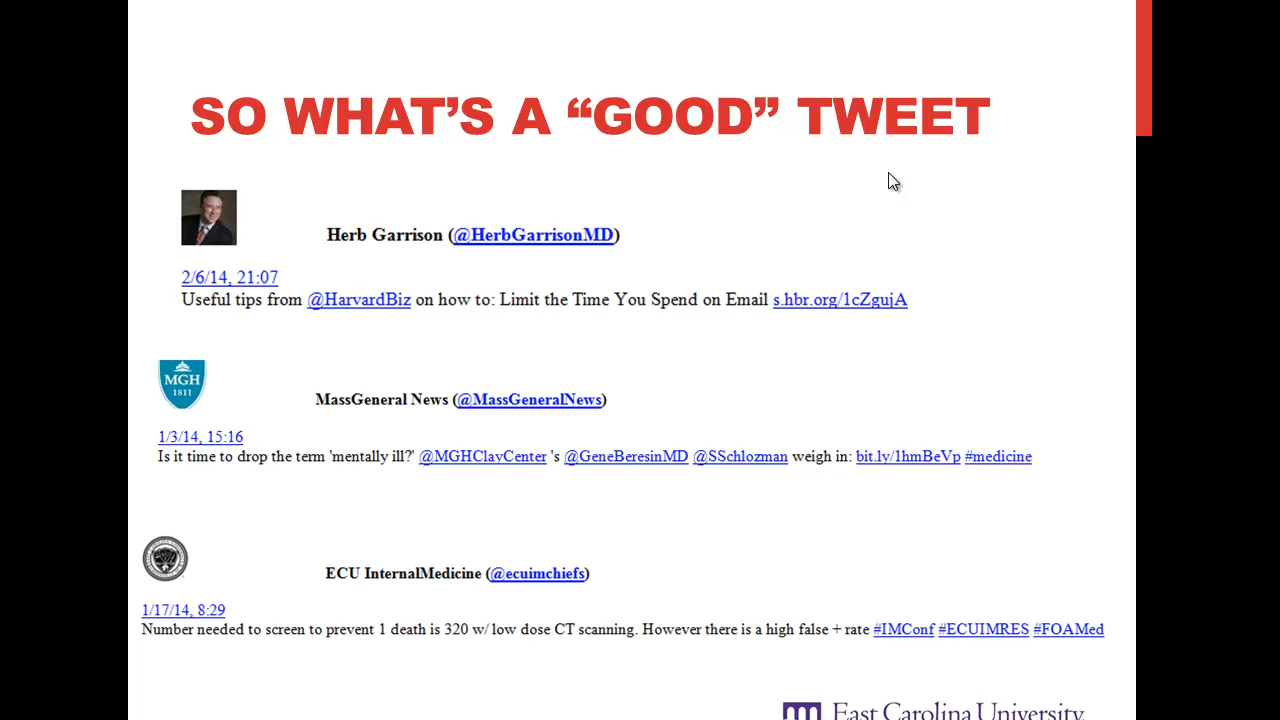 SO WHAT'S A “GOOD” TWEET
Herb Garrison (@HerbGarrisonMD)
2/6/14, 21:07
Useful tips from @HarvardBiz on how to: Limit the Time You Spend on Email s.hbr.org/1cZgujA
MGH
1811
MassGeneral News (@MassGeneralNews)
1/3/14, 15:16
Is it time to drop the term 'mentally ill?' @MGHClayCenter 's @GeneBeresinMD @SSchlozman weigh in: bit.ly/1hmBeVp #medicine
ECU InternalMedicine (@ecuimchiefs)
1/17/14, 8:29
Number needed to screen to prevent 1 death is 320 w/ low dose CT scanning. However there is a high false + rate #IMConf #ECUIMRES #FOAMed
East Carolina University